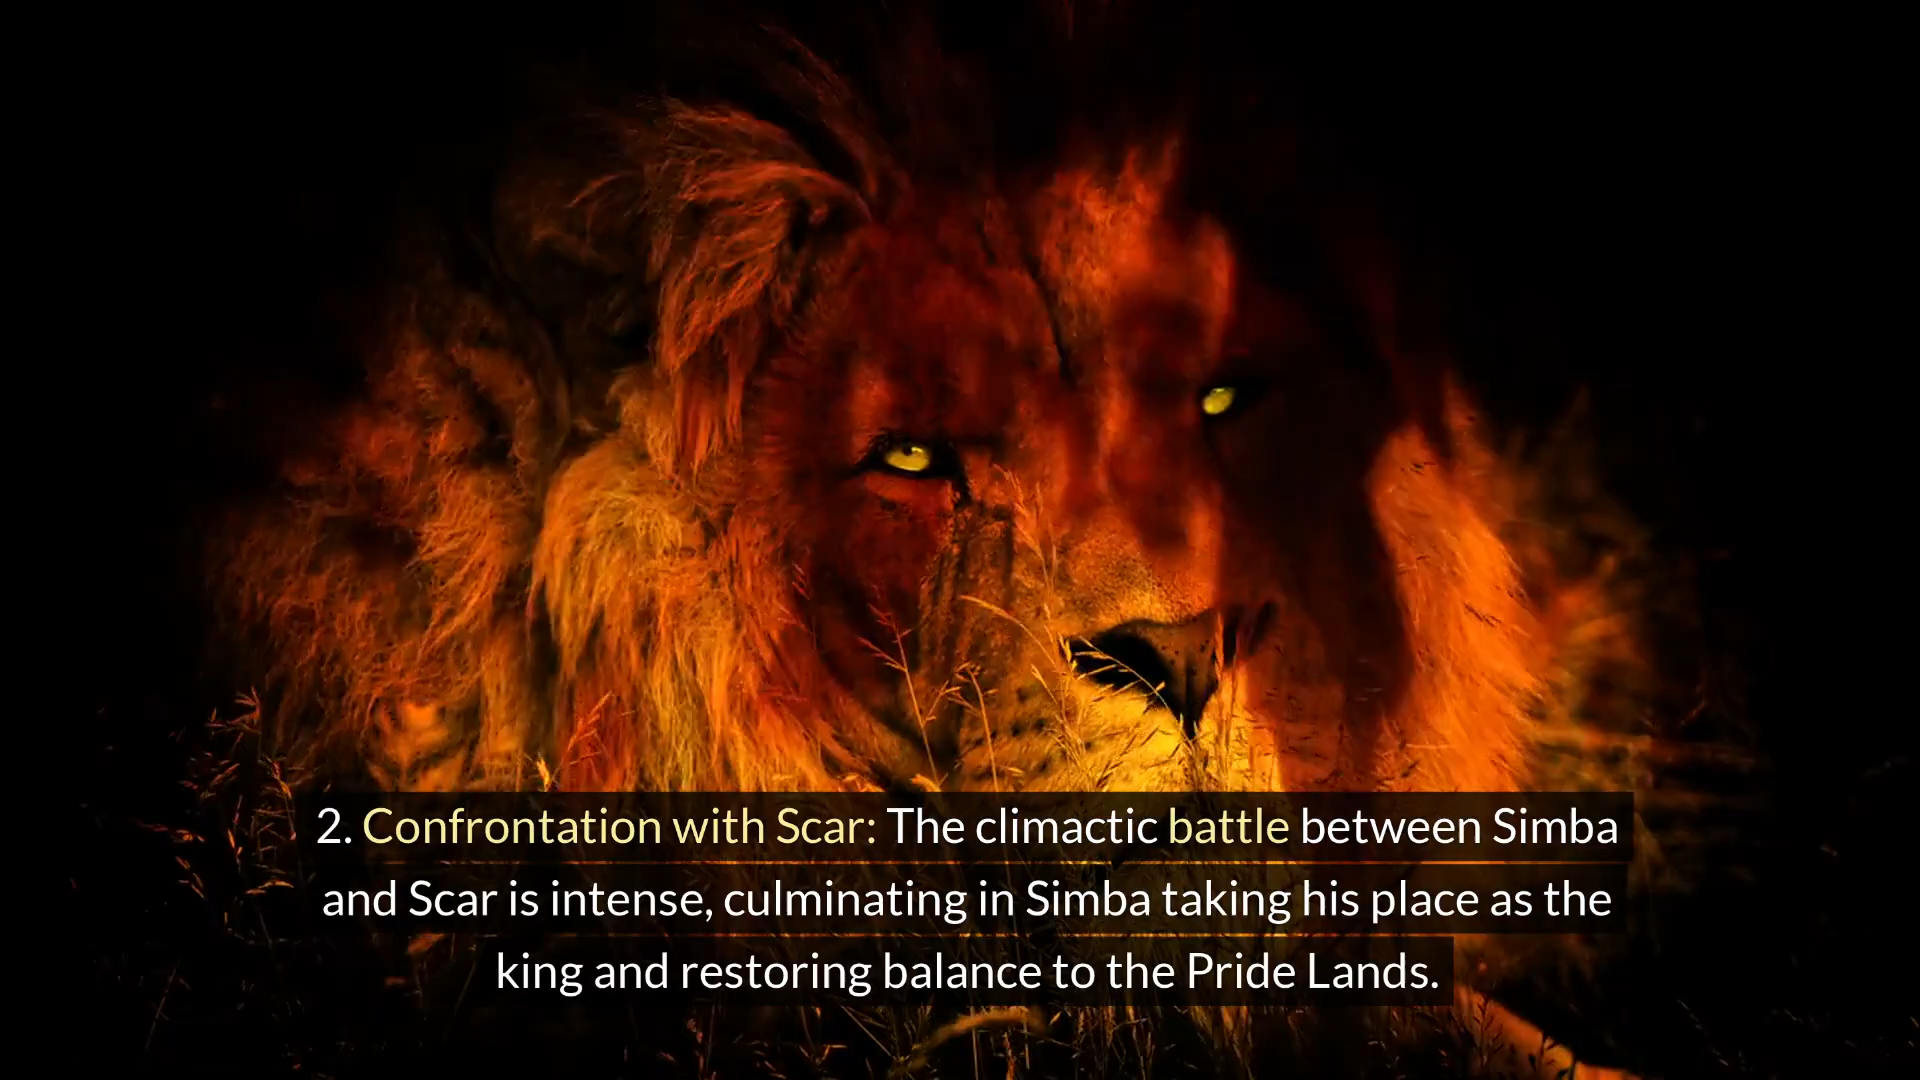 2. Confrontation with Scar: The climactic battle between Simba
and Scar is intense, culminating in Simba taking his place as the
king and restoring balance to the Pride Lands.